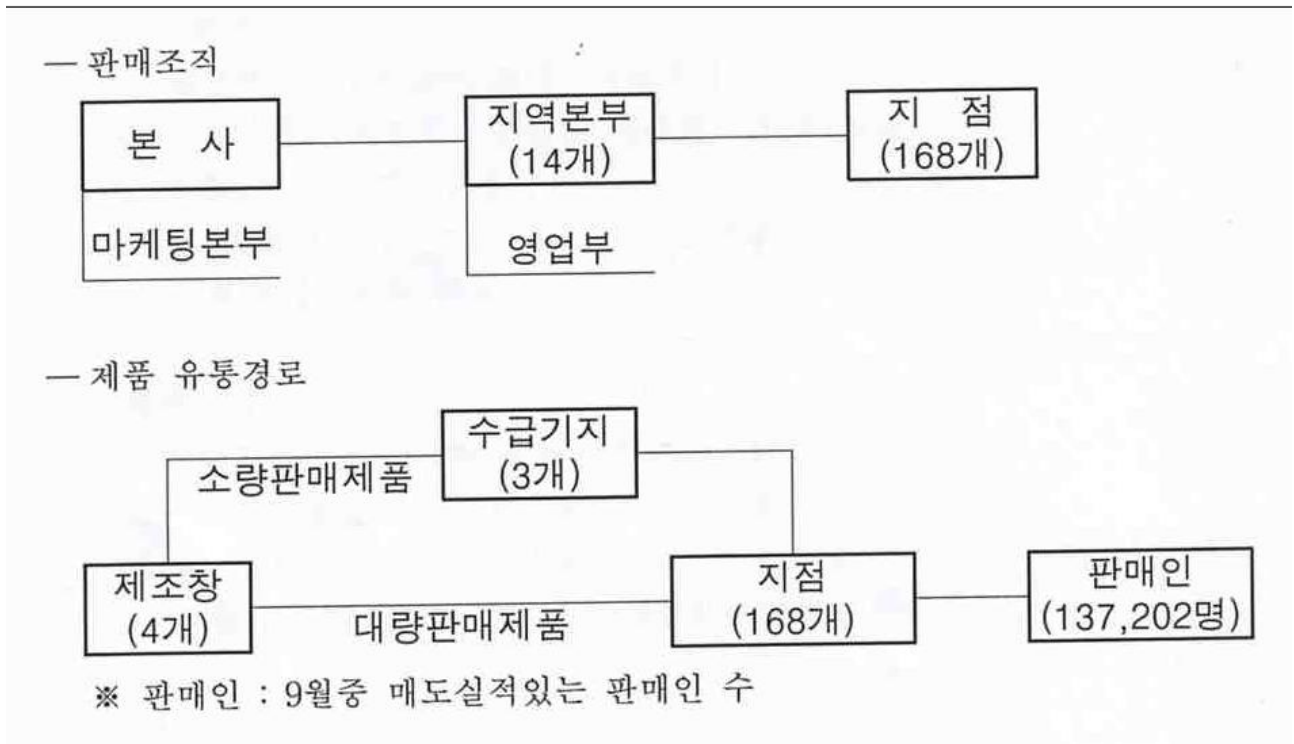 ― 판매조직
본 사
지역본부
(14개)
지 점
(168개)
마케팅본부
영업부
― 제품 유통경로
수급기지
(3개)
소량판매제품
제조창
(4개)
대량판매제품
지점
(168개)
판매인
(137,202명)
※ 판매인 : 9월중 매도실적있는 판매인 수